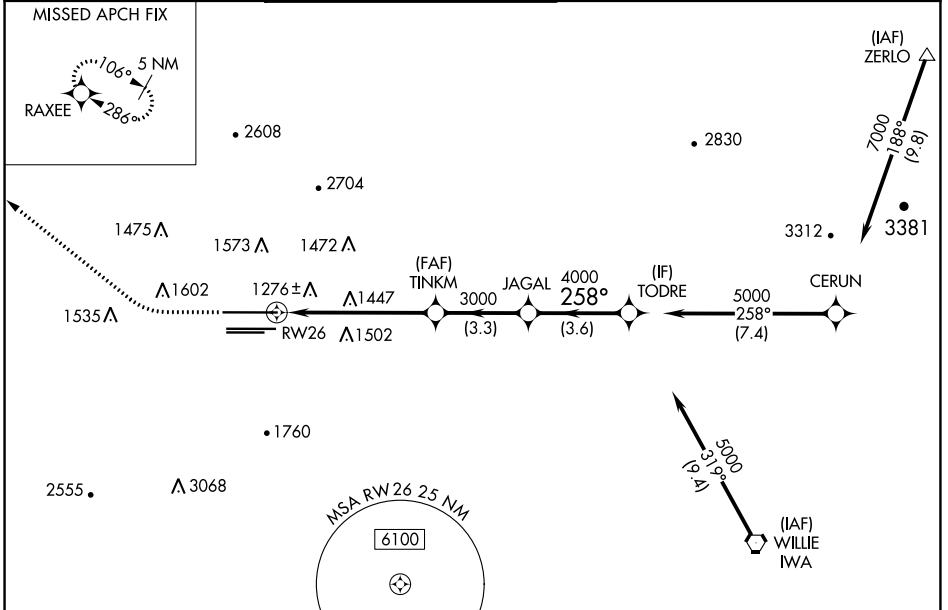 MISSED APCH FIX
106°
5 NM
RAXEE
286°
(IAF)
ZERLO
7000
188°
(9.8)
2608
2830
2704
3381
3312
1475
1573
1472
(FAF)
TINKM
JAGAL
4000
258°
(3.6)
(IF)
TODRE
5000
258°
(7.4)
CERUN
3000
(3.3)
1602
1276±
1447
1535
RW26
1502
1760
5000
319°
(9.4)
2555
3068
MSA RW26 25 NM
6100
(IAF)
WILLIE
IWA